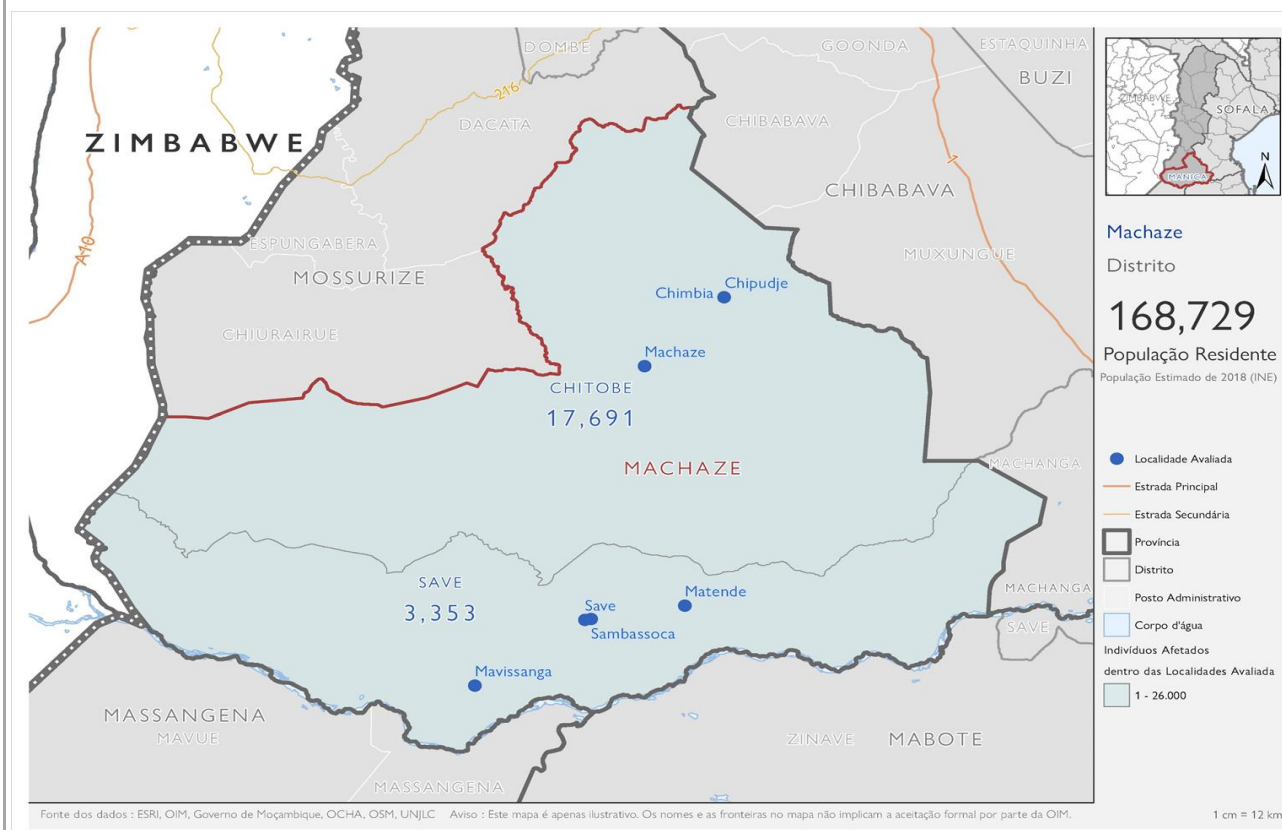 DOMBE
GOONDA
ESTAQUINHA
BUZI
216
ZIMBABWE
DACATA
CHIBABAVA
1
CHIBABAVA
A10
ESPUNGABERA
MOSSURIZE
MUXUNGUE
Chipudje
Chimbia
CHIURAIRUE
Machaze
CHITOBE
17,691
MACHAZE
MACHANGA
SAVE
3,353
Matende
Save
Sambassoca
MACHANGA
SAVE
Mavissanga
MASSANGENA
MAVUE
ZINAVE
MABOTE
MASSANGENA
ZIMBABWE
SOFALA
MANICA
N
Machaze
Distrito
168,729
População Residente
População Estimado de 2018 (INE)
Localidade Avaliada
Estrada Principal
Estrada Secundária
Província
Distrito
Posto Administrativo
Corpo d'água
Indivíduos Afetados
dentro das Localidades Avaliada
1 - 26.000
Fonte dos dados : ESRI, OIM, Governo de Moçambique, OCHA, OSM, UNJLC Aviso : Este mapa é apenas ilustrativo. Os nomes e as fronteiras no mapa não implicam a aceitação formal por parte da OIM.
1 cm = 12 km